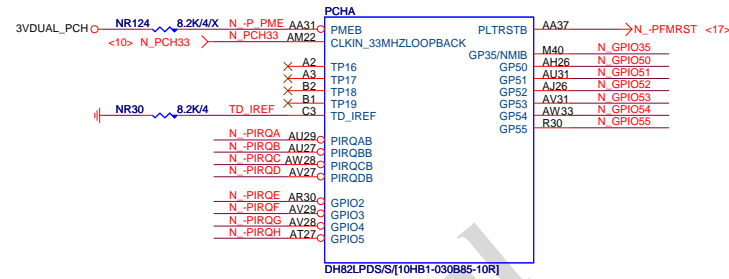 PCHA
3VDUAL_PCH NR124 8.2K/4/X N_-P_PME AA31 PMEB PLTRSTB AA37 N_-PFMRST <17>
<10> N_PCH33 N_PCH33 AM22 CLKIN_33MHZLOOPBACK
GP35/NMIB M40 N_GPIO35
A2 TP16 GP50 AH26 N_GPIO50
A3 TP17 GP51 AU31 N_GPIO51
B2 TP18 GP52 AJ26 N_GPIO52
B1 TP19 GP53 AV31 N_GPIO53
NR30 8.2K/4 TD_IREF C3 TD_IREF GP54 AW33 N_GPIO54
GP55 R30 N_GPIO55
N_-PIRQA AU29 PIRQAB
N_-PIRQB AU27 PIRQBB
N_-PIRQC AW28 PIRQCB
N_-PIRQD AV27 PIRQDB
N_-PIRQE AR30 GPIO2
N_-PIRQF AV29 GPIO3
N_-PIRQG AV28 GPIO4
N_-PIRQH AT27 GPIO5
DH82LPDS/S/[10HB1-030B85-10R]